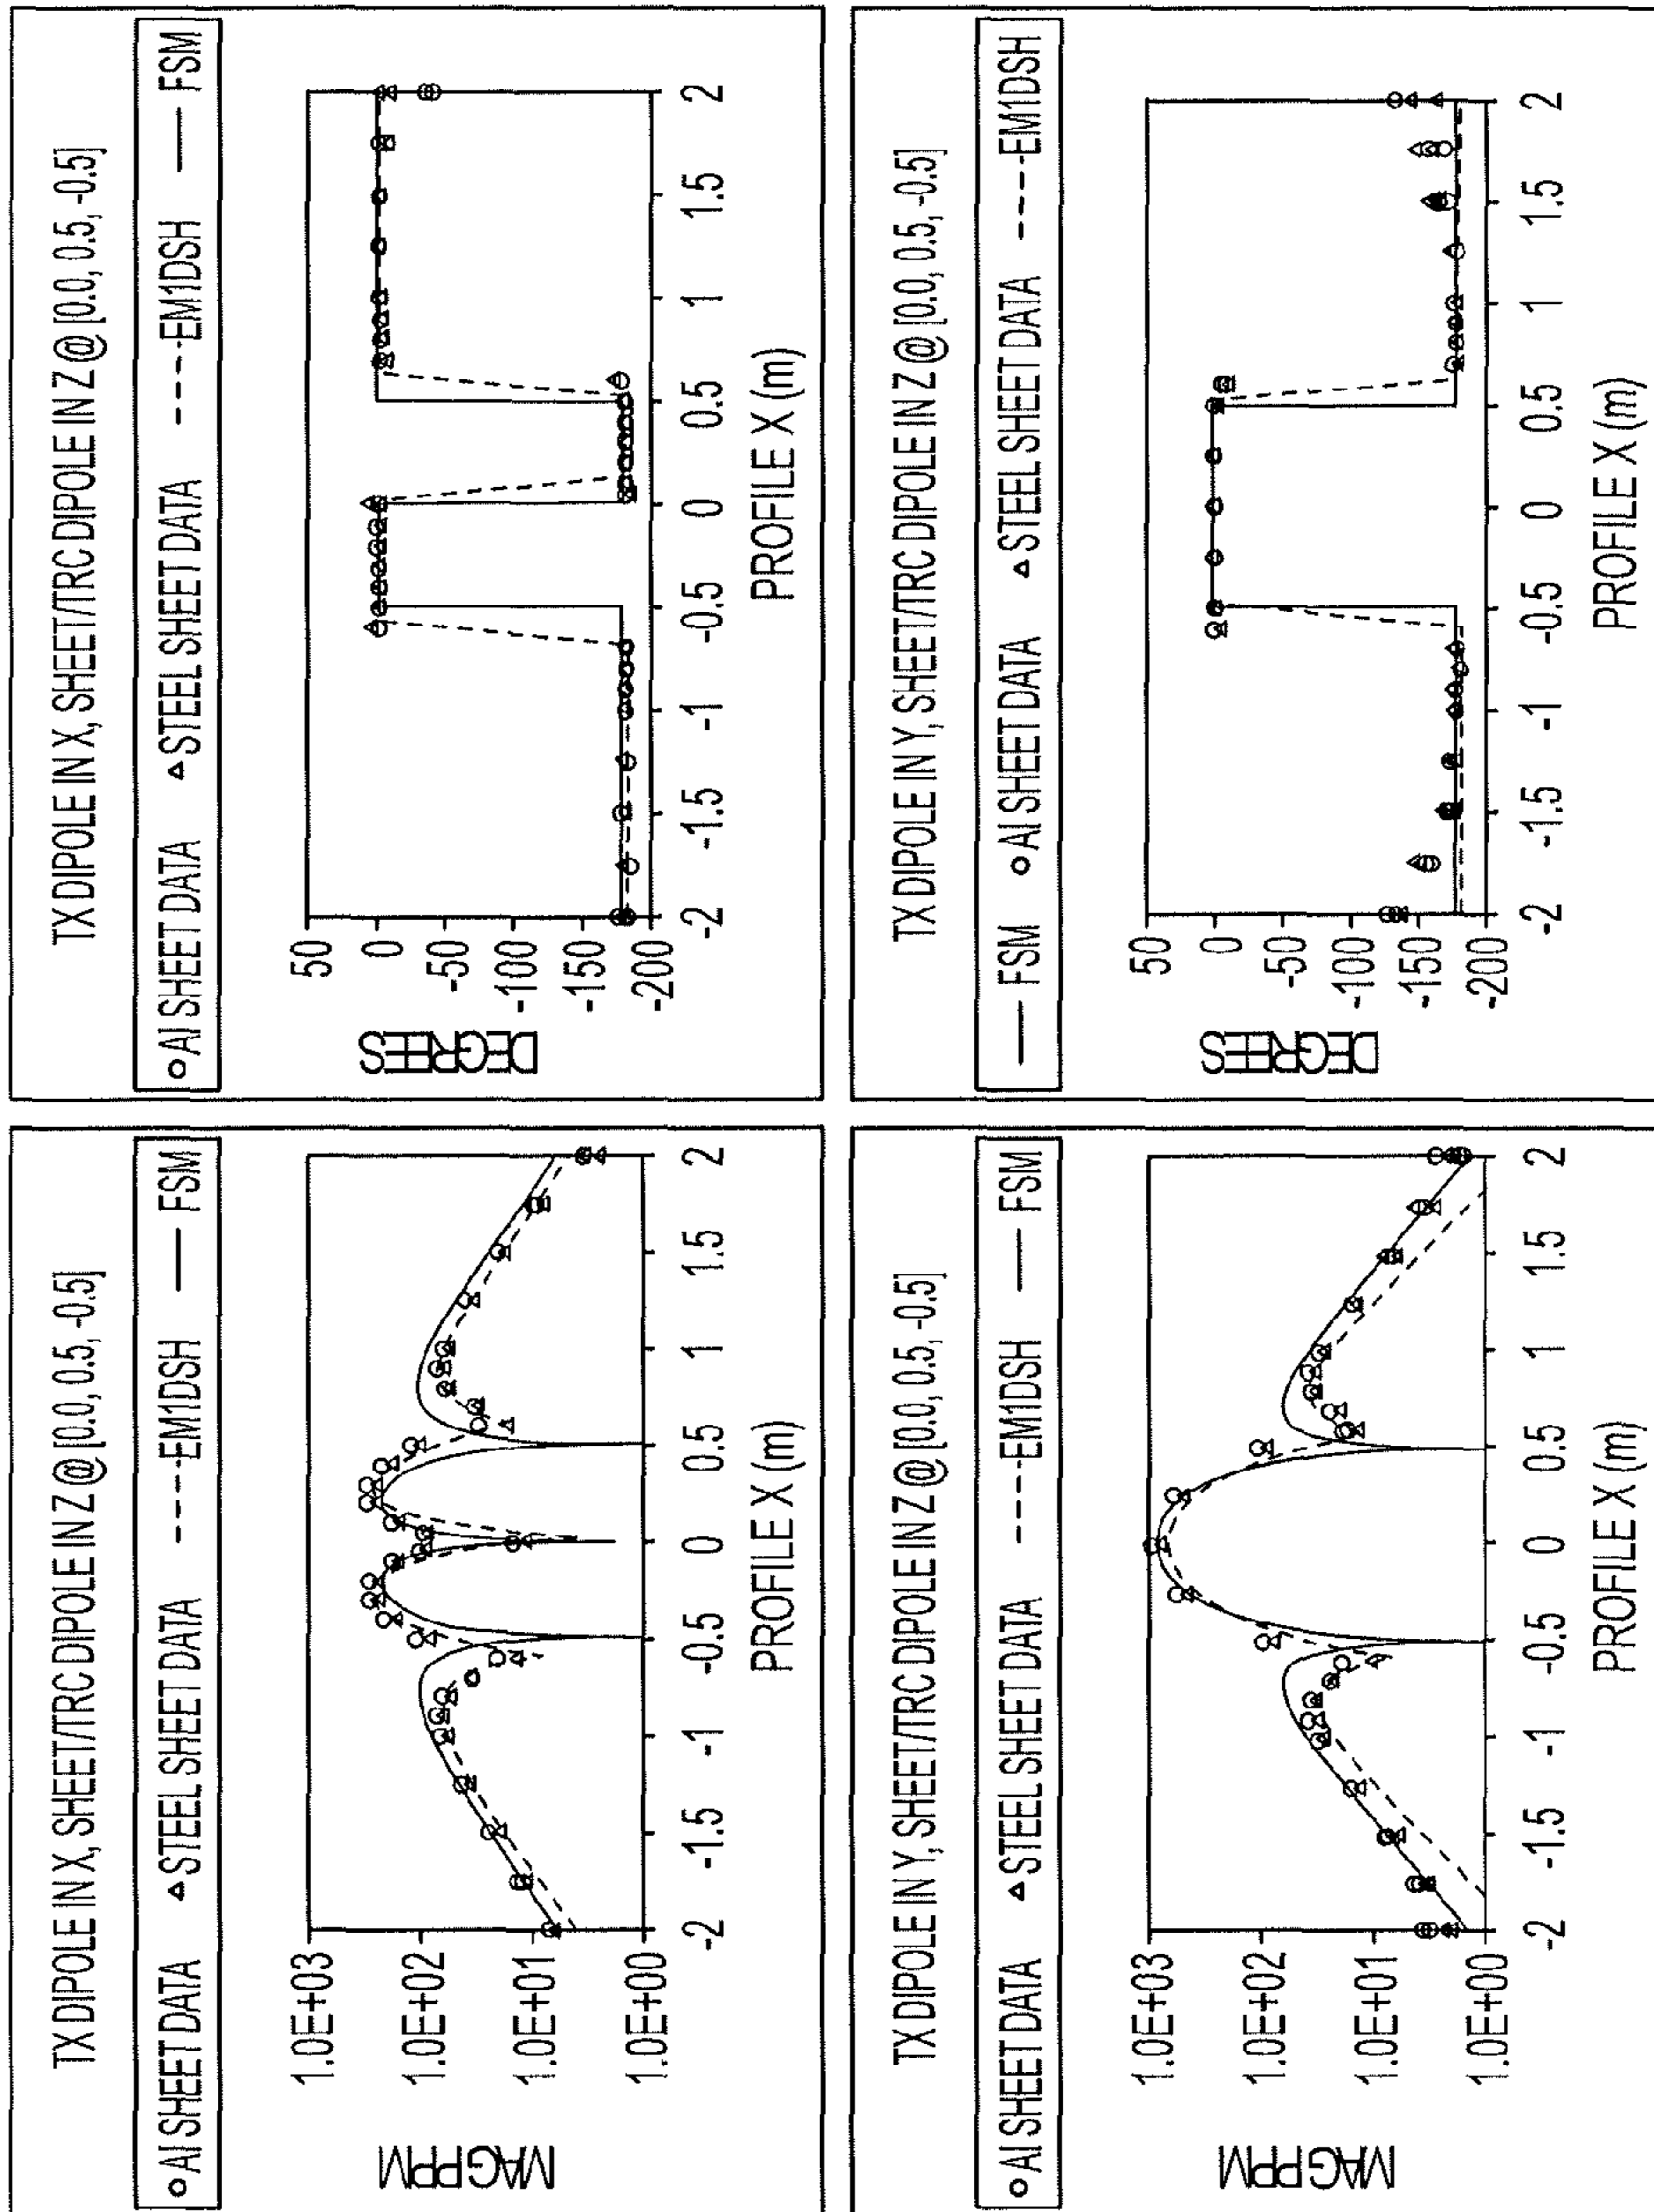 TX DIPOLE IN X, SHEET/TRC DIPOLE IN Z @ [0.0, 0.5, -0.5]
AI SHEET DATA STEEL SHEET DATA EM1DSH FSM
MAG PPM
1.0E+03
1.0E+02
1.0E+01
1.0E+00
-2 -1.5 -1 -0.5 0 0.5 1 1.5 2
PROFILE X (m)
TX DIPOLE IN X, SHEET/TRC DIPOLE IN Z @ [0.0, 0.5, -0.5]
AI SHEET DATA STEEL SHEET DATA EM1DSH FSM
DEGREES
50
0
-50
-100
-150
-200
-2 -1.5 -1 -0.5 0 0.5 1 1.5 2
PROFILE X (m)
TX DIPOLE IN Y, SHEET/TRC DIPOLE IN Z @ [0.0, 0.5, -0.5]
AI SHEET DATA STEEL SHEET DATA EM1DSH FSM
MAG PPM
1.0E+03
1.0E+02
1.0E+01
1.0E+00
-2 -1.5 -1 -0.5 0 0.5 1 1.5 2
PROFILE X (m)
TX DIPOLE IN Y, SHEET/TRC DIPOLE IN Z @ [0.0, 0.5, -0.5]
FSM AI SHEET DATA STEEL SHEET DATA EM1DSH
DEGREES
50
0
-50
-100
-150
-200
-2 -1.5 -1 -0.5 0 0.5 1 1.5 2
PROFILE X (m)